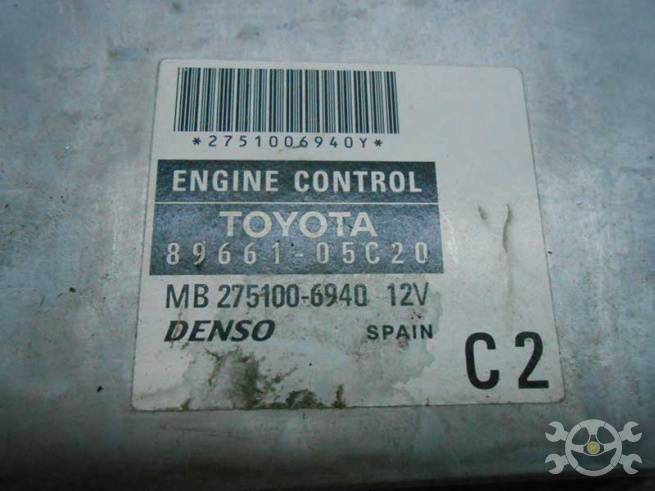 *2751006940Y*
ENGINE CONTROL
TOYOTA
89661-05C20
MB 275100-6940 12V
DENSO SPAIN
C2